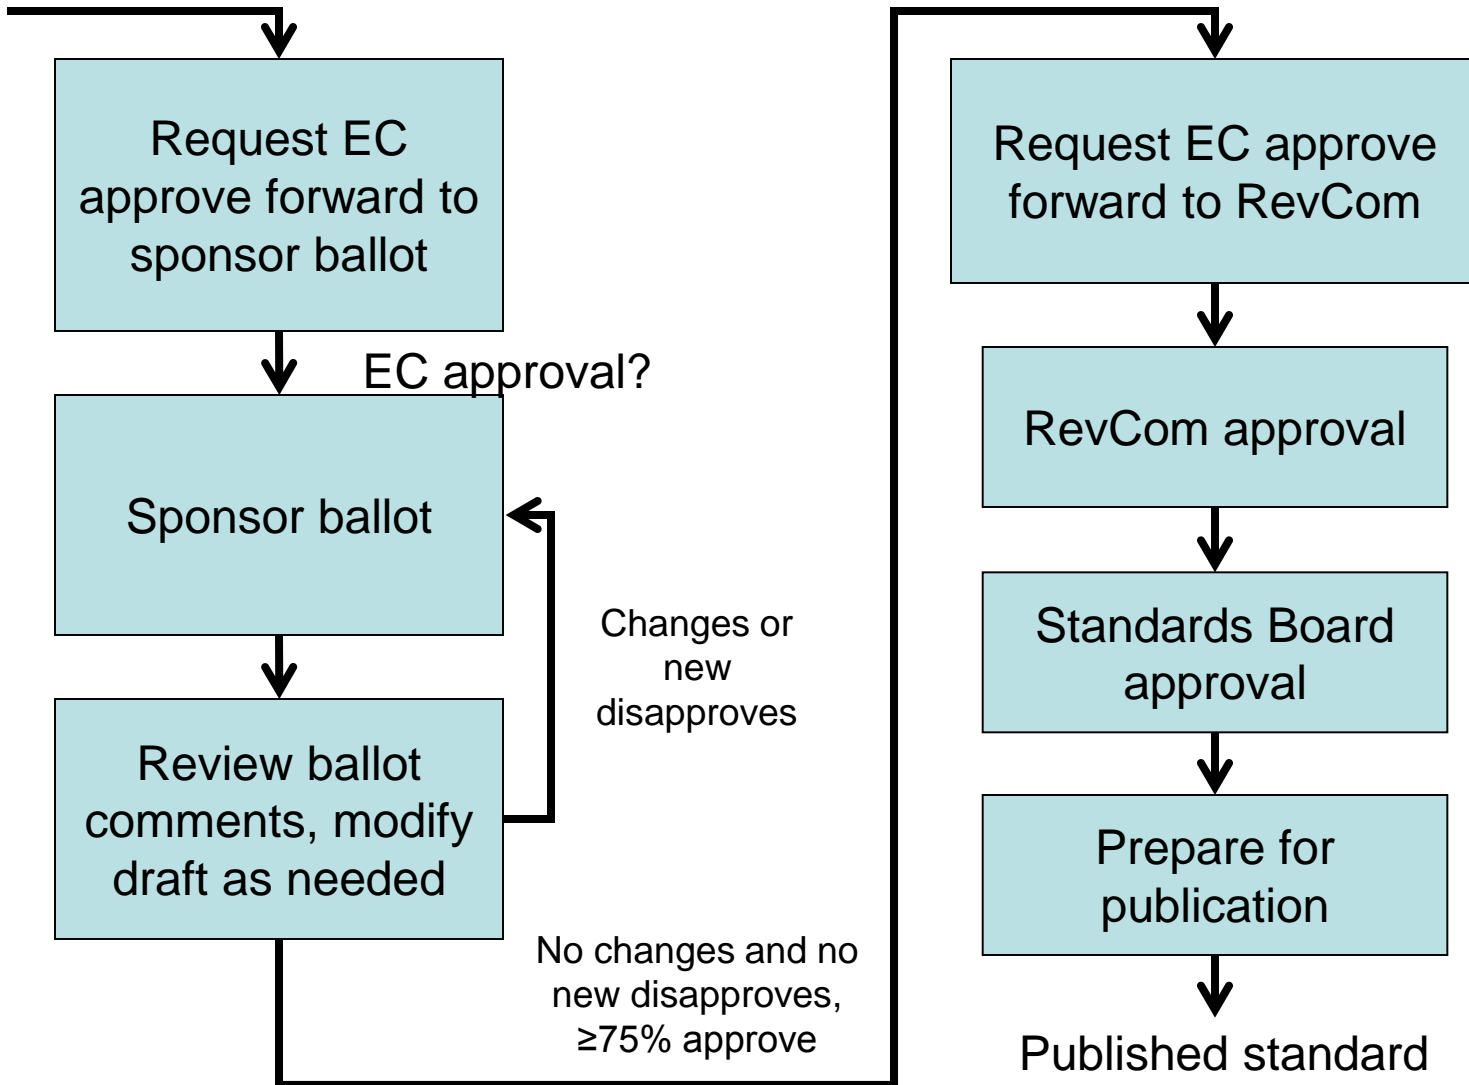 Request EC
approve forward to
sponsor ballot
EC approval?
Sponsor ballot
Changes or
new
disapproves
Review ballot
comments, modify
draft as needed
No changes and no
new disapproves,
≥75% approve
Request EC approve
forward to RevCom
RevCom approval
Standards Board
approval
Prepare for
publication
Published standard